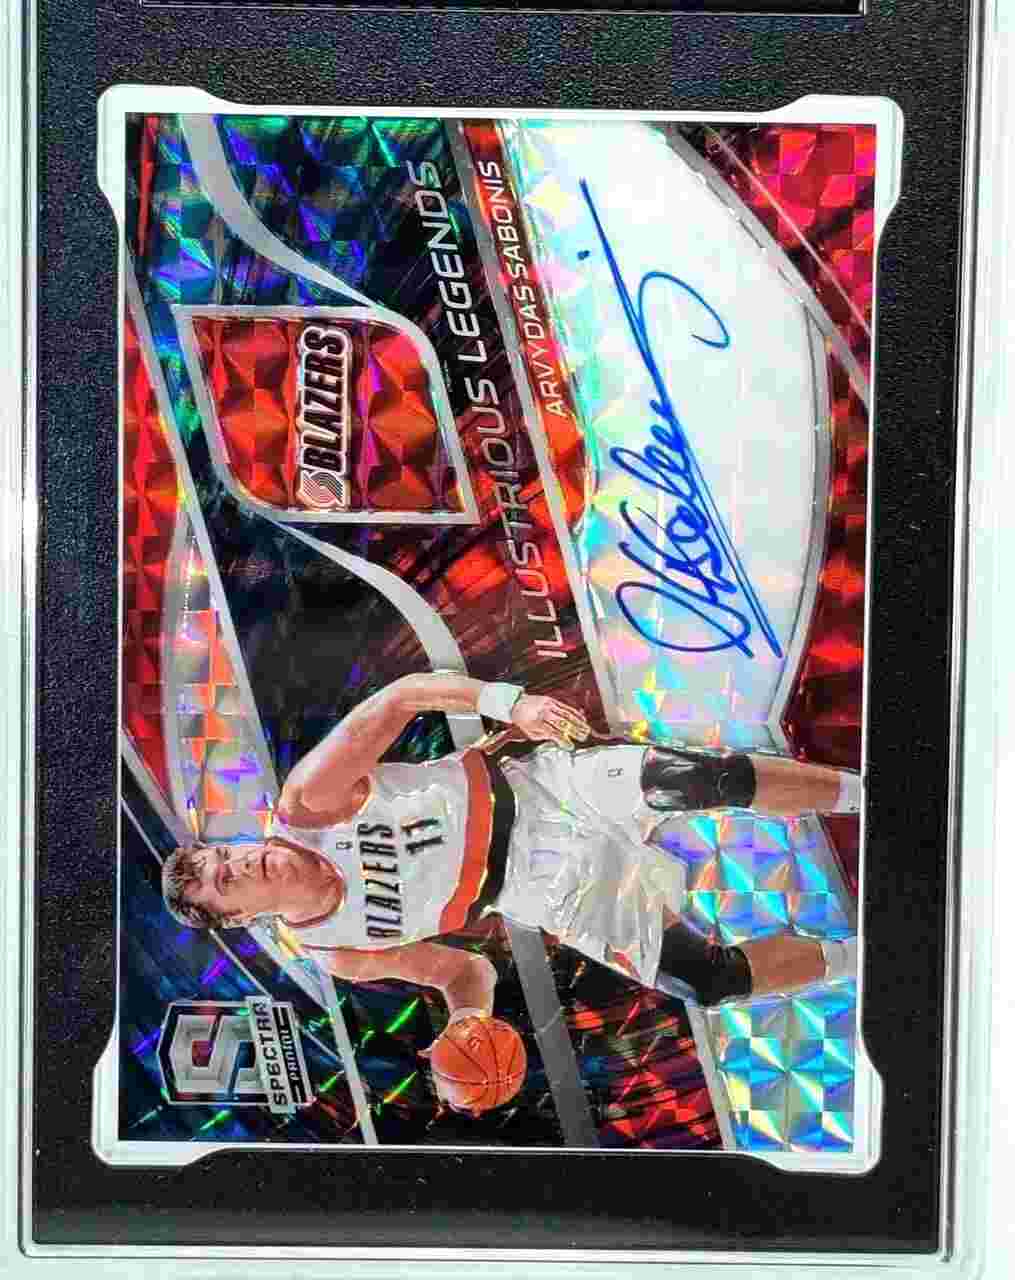 BLAZERS
ILLUSTRIOUS LEGENDS
ARVYDAS SABONIS
BLAZERS
11
SPECTRA
PANINI